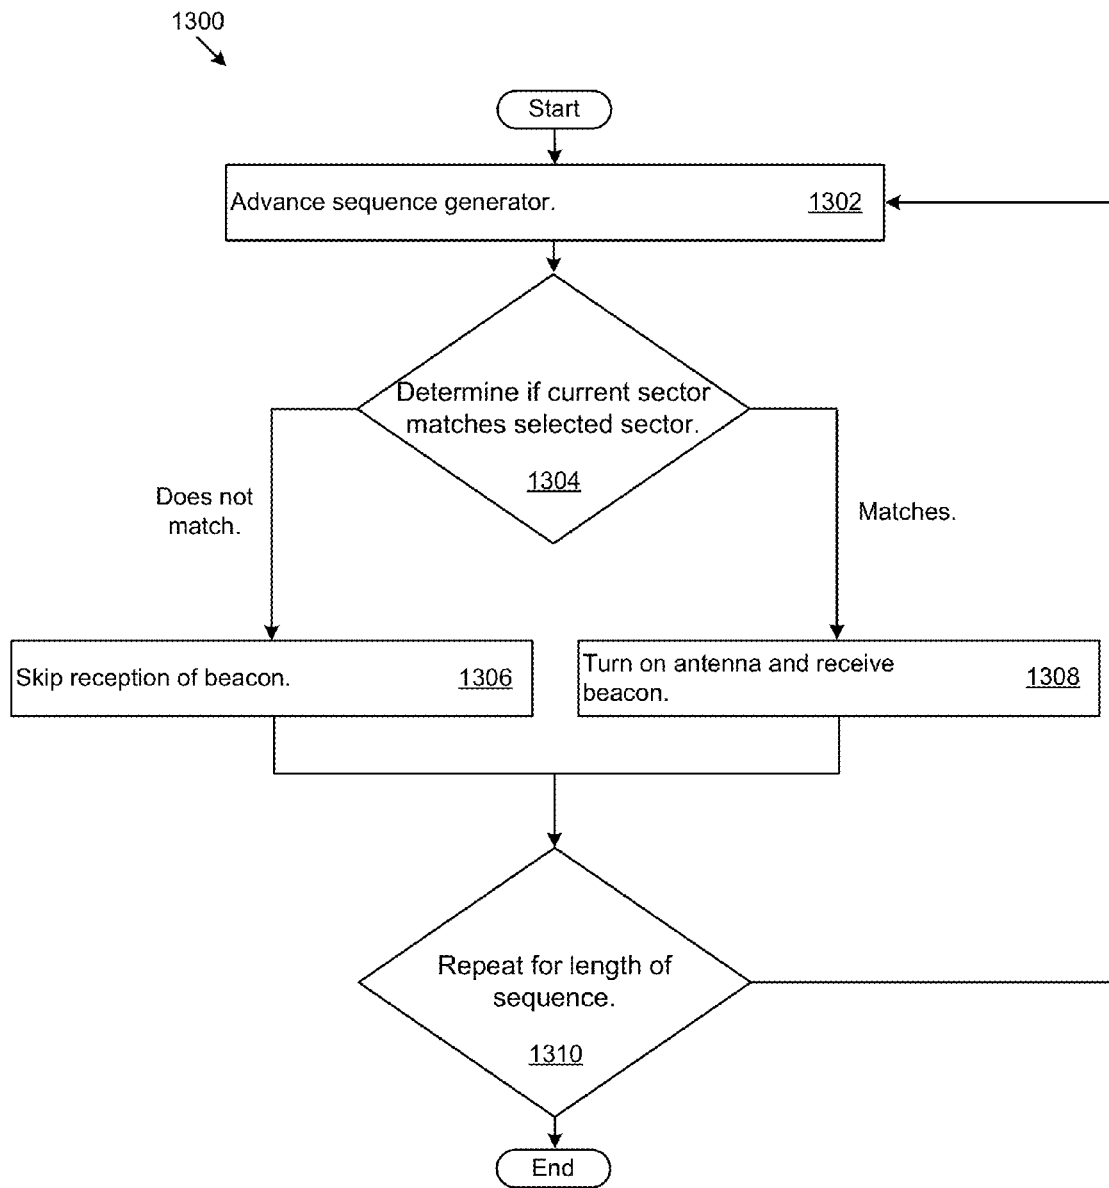 1300
Start
Advance sequence generator. 1302
Determine if current sector
matches selected sector.
1304
Does not
match.
Matches.
Skip reception of beacon. 1306
Turn on antenna and receive
beacon.
1308
Repeat for length of
sequence.
1310
End